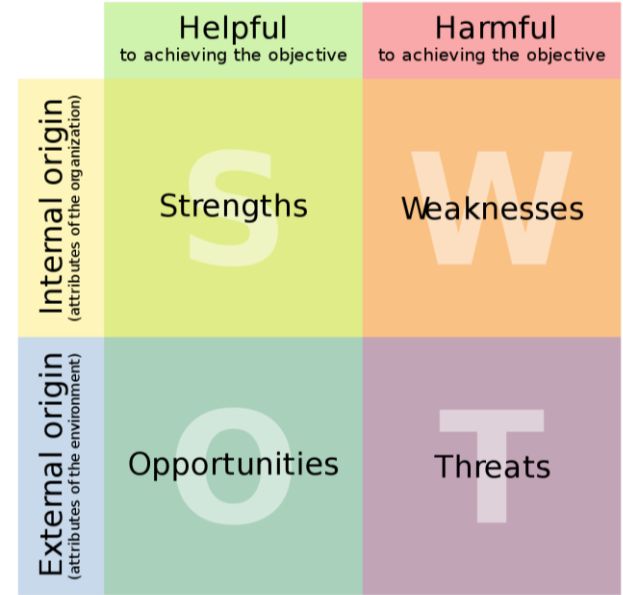 Helpful
to achieving the objective
Harmful
to achieving the objective
Internal origin
(attributes of the organization)
S
Strengths
W
Weaknesses
External origin
(attributes of the environment)
O
Opportunities
T
Threats